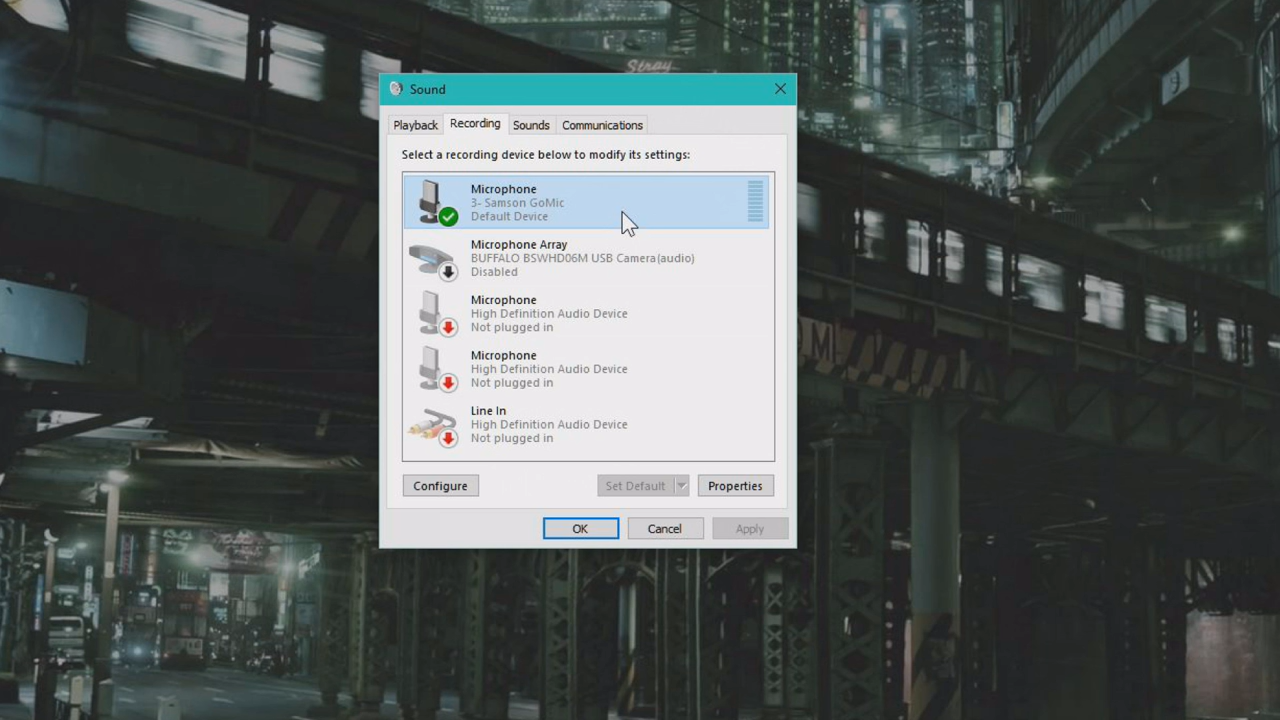 Stray
Sound
Playback
Recording
Sounds
Communications
Select a recording device below to modify its settings:
Microphone
3- Samson GoMic
Default Device
Microphone Array
BUFFALO BSWHD06M USB Camera(audio)
Disabled
Microphone
High Definition Audio Device
Not plugged in
Microphone
High Definition Audio Device
Not plugged in
Line In
High Definition Audio Device
Not plugged in
Configure
Set Default
Properties
OK
Cancel
Apply